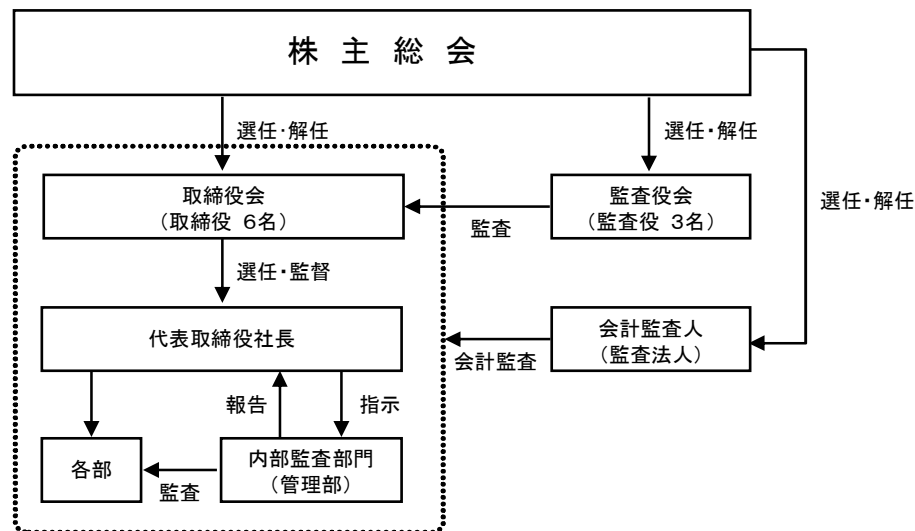 株 主 総 会
選任・解任
選任・解任
選任・解任
取締役会
(取締役 6名)
監査
監査役会
(監査役 3名)
選任・監督
代表取締役社長
会計監査
会計監査人
(監査法人)
報告
指示
各部
監査
内部監査部門
(管理部)